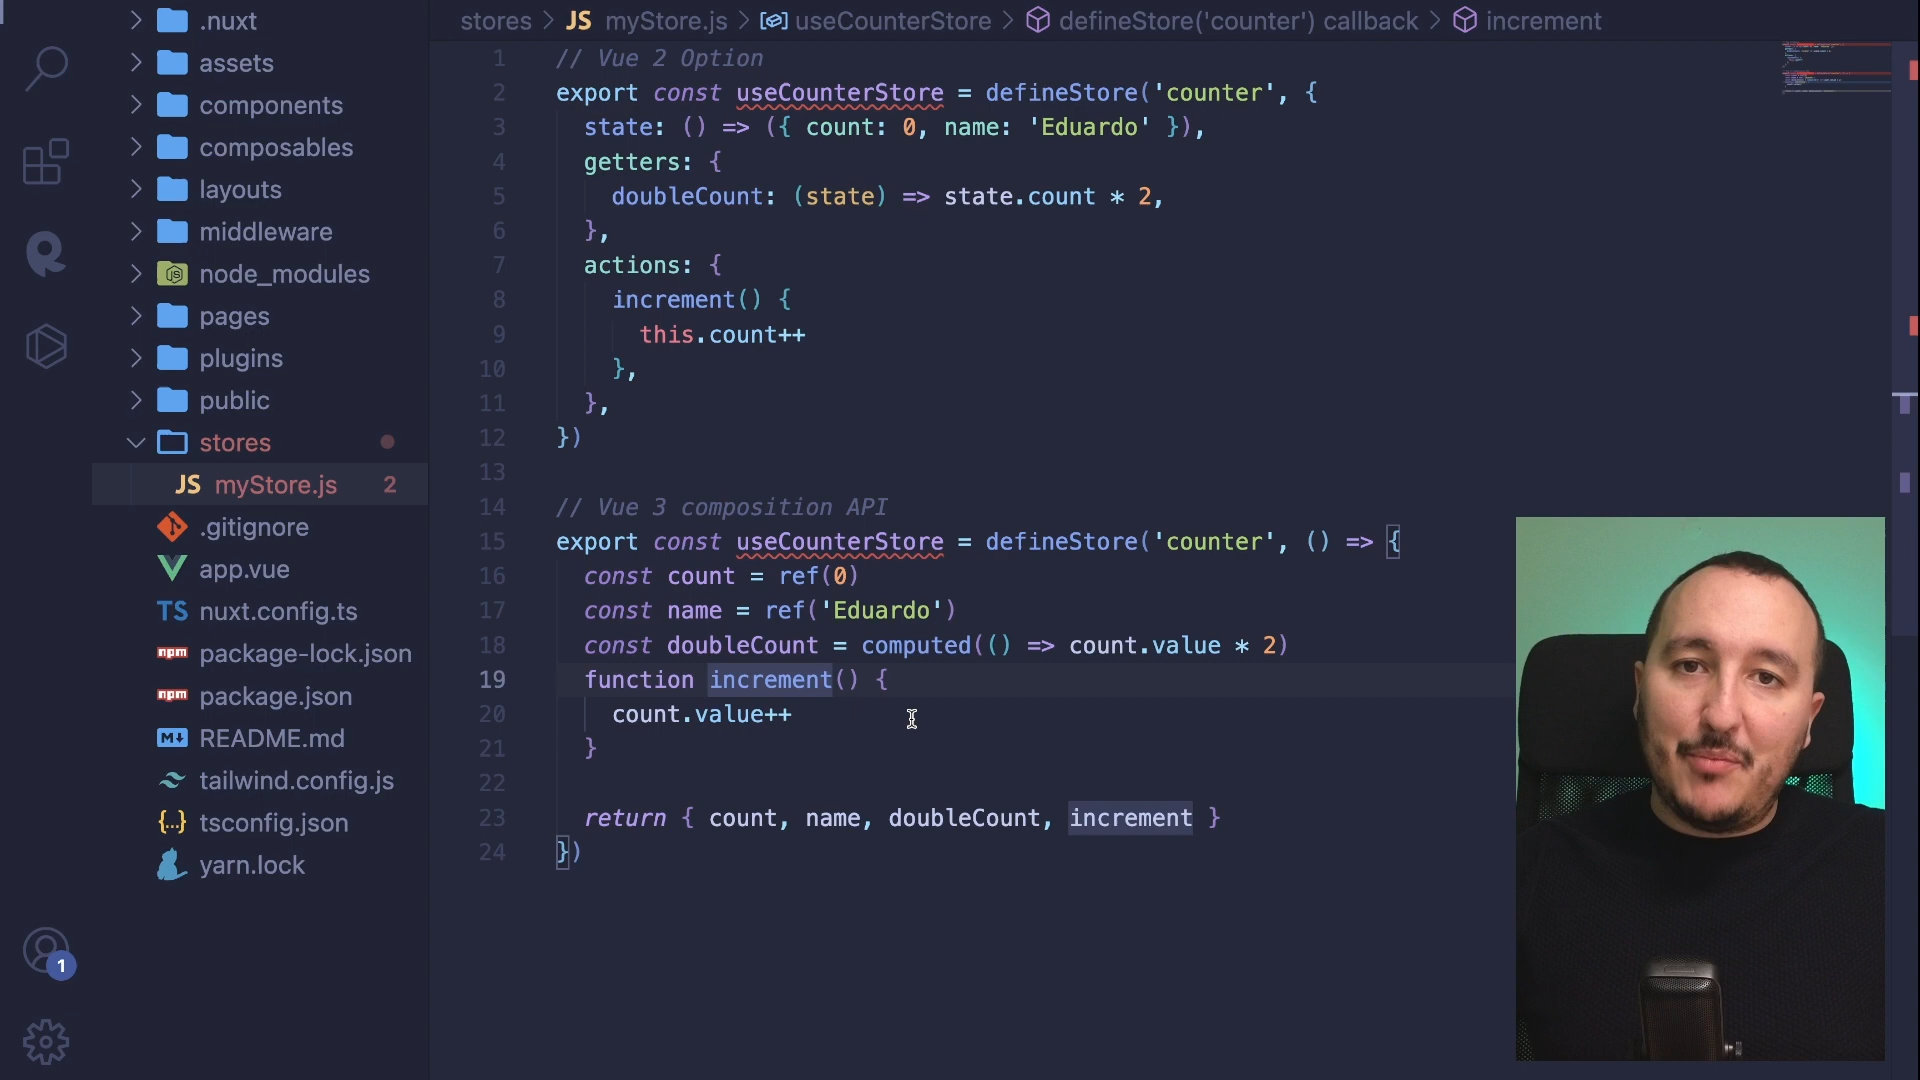 .nuxt
assets
components
composables
layouts
middleware
node_modules
pages
plugins
public
stores
JS myStore.js 2
.gitignore
app.vue
TS nuxt.config.ts
npm package-lock.json
npm package.json
M README.md
tailwind.config.js
{...} tsconfig.json
yarn.lock
1
stores > JS myStore.js > useCounterStore > defineStore('counter') callback > increment
1 // Vue 2 Option
2 export const useCounterStore = defineStore('counter', {
3 state: () => ({ count: 0, name: 'Eduardo' }),
4 getters: {
5 doubleCount: (state) => state.count * 2,
6 },
7 actions: {
8 increment() {
9 this.count++
10 },
11 },
12 })
13
14 // Vue 3 composition API
15 export const useCounterStore = defineStore('counter', () => {
16 const count = ref(0)
17 const name = ref('Eduardo')
18 const doubleCount = computed(() => count.value * 2)
19 function increment() {
20 count.value++
21 }
22
23 return { count, name, doubleCount, increment }
24 })